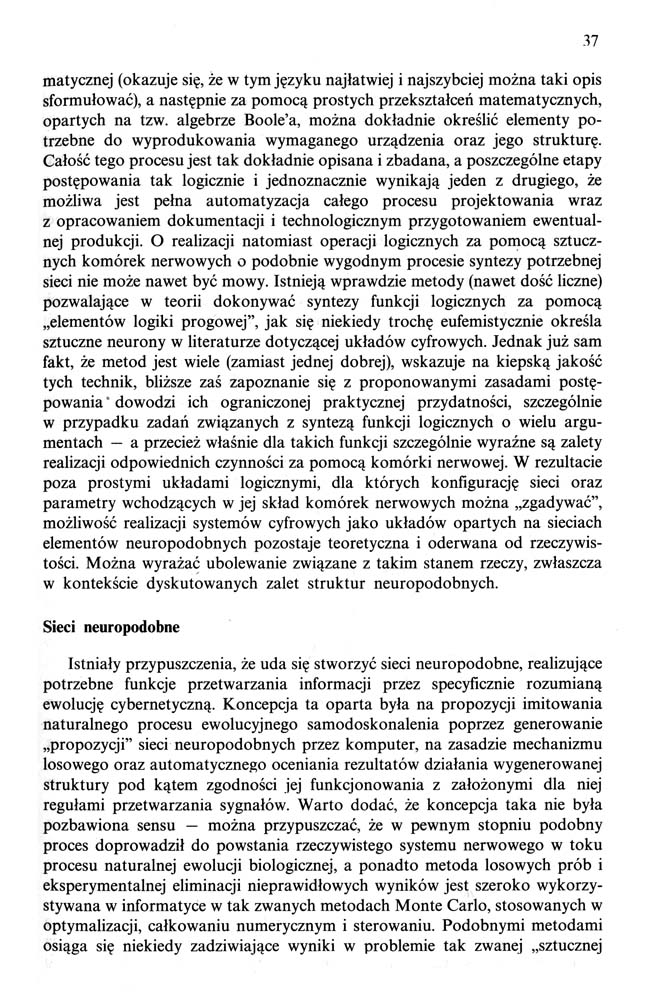 37
matycznej (okazuje się, że w tym języku najłatwiej i najszybciej można taki opis
sformułować), a następnie za pomocą prostych przekształceń matematycznych,
opartych na tzw. algebrze Boole'a, można dokładnie określić elementy po-
trzebne do wyprodukowania wymaganego urządzenia oraz jego strukturę.
Całość tego procesu jest tak dokładnie opisana i zbadana, a poszczególne etapy
postępowania tak logicznie i jednoznacznie wynikają jeden z drugiego, że
możliwa jest pełna automatyzacja całego procesu projektowania wraz
z opracowaniem dokumentacji i technologicznym przygotowaniem ewentual-
nej produkcji. O realizacji natomiast operacji logicznych za pomocą sztucz-
nych komórek nerwowych o podobnie wygodnym procesie syntezy potrzebnej
sieci nie może nawet być mowy. Istnieją wprawdzie metody (nawet dość liczne)
pozwalające w teorii dokonywać syntezy funkcji logicznych za pomocą
„elementów logiki progowej”, jak się niekiedy trochę eufemistycznie określa
sztuczne neurony w literaturze dotyczącej układów cyfrowych. Jednak już sam
fakt, że metod jest wiele (zamiast jednej dobrej), wskazuje na kiepską jakość
tych technik, bliższe zaś zapoznanie się z proponowanymi zasadami postę-
powania dowodzi ich ograniczonej praktycznej przydatności, szczególnie
w przypadku zadań związanych z syntezą funkcji logicznych o wielu argu-
mentach — a przecież właśnie dla takich funkcji szczególnie wyraźne są zalety
realizacji odpowiednich czynności za pomocą komórki nerwowej. W rezultacie
poza prostymi układami logicznymi, dla których konfigurację sieci oraz
parametry wchodzących w jej skład komórek nerwowych można „zgadywać”,
możliwość realizacji systemów cyfrowych jako układów opartych na sieciach
elementów neuropodobnych pozostaje teoretyczna i oderwana od rzeczywis-
tości. Można wyrażać ubolewanie związane z takim stanem rzeczy, zwłaszcza
w kontekście dyskutowanych zalet struktur neuropodobnych.
Sieci neuropodobne
Istniały przypuszczenia, że uda się stworzyć sieci neuropodobne, realizujące
potrzebne funkcje przetwarzania informacji przez specyficznie rozumianą
ewolucję cybernetyczną. Koncepcja ta oparta była na propozycji imitowania
naturalnego procesu ewolucyjnego samodoskonalenia poprzez generowanie
„propozycji” sieci neuropodobnych przez komputer, na zasadzie mechanizmu
losowego oraz automatycznego oceniania rezultatów działania wygenerowanej
struktury pod kątem zgodności jej funkcjonowania z założonymi dla niej
regułami przetwarzania sygnałów. Warto dodać, że koncepcja taka nie była
pozbawiona sensu — można przypuszczać, że w pewnym stopniu podobny
proces doprowadził do powstania rzeczywistego systemu nerwowego w toku
procesu naturalnej ewolucji biologicznej, a ponadto metoda losowych prób i
eksperymentalnej eliminacji nieprawidłowych wyników jest szeroko wykorzy-
stywana w informatyce w tak zwanych metodach Monte Carlo, stosowanych w
optymalizacji, całkowaniu numerycznym i sterowaniu. Podobnymi metodami
osiąga się niekiedy zadziwiające wyniki w problemie tak zwanej „sztucznej